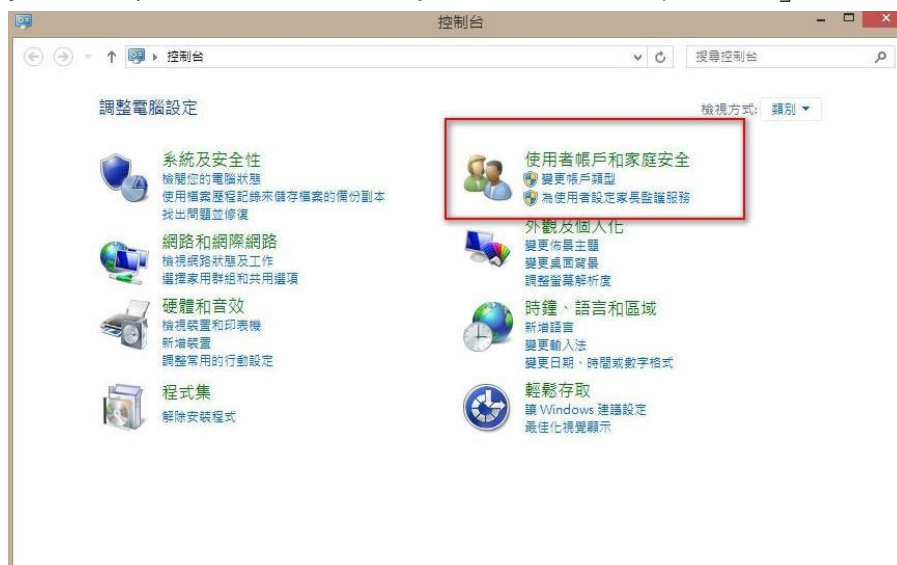 控制台
控制台
搜尋控制台
調整電腦設定
檢視方式: 類別
系統及安全性
檢閱您的電腦狀態
使用檔案歷程記錄來儲存檔案的備份副本
找出問題並修復
網路和網際網路
檢視網路狀態及工作
選擇家用群組和共用選項
硬體和音效
檢視裝置和印表機
新增裝置
調整常用的行動設定
程式集
解除安裝程式
使用者帳戶和家庭安全
變更帳戶類型
為使用者設定家長監護服務
外觀及個人化
變更佈景主題
變更桌面背景
調整螢幕解析度
時鐘、語言和區域
新增語言
變更輸入法
變更日期、時間或數字格式
輕鬆存取
讓 Windows 建議設定
最佳化視覺顯示